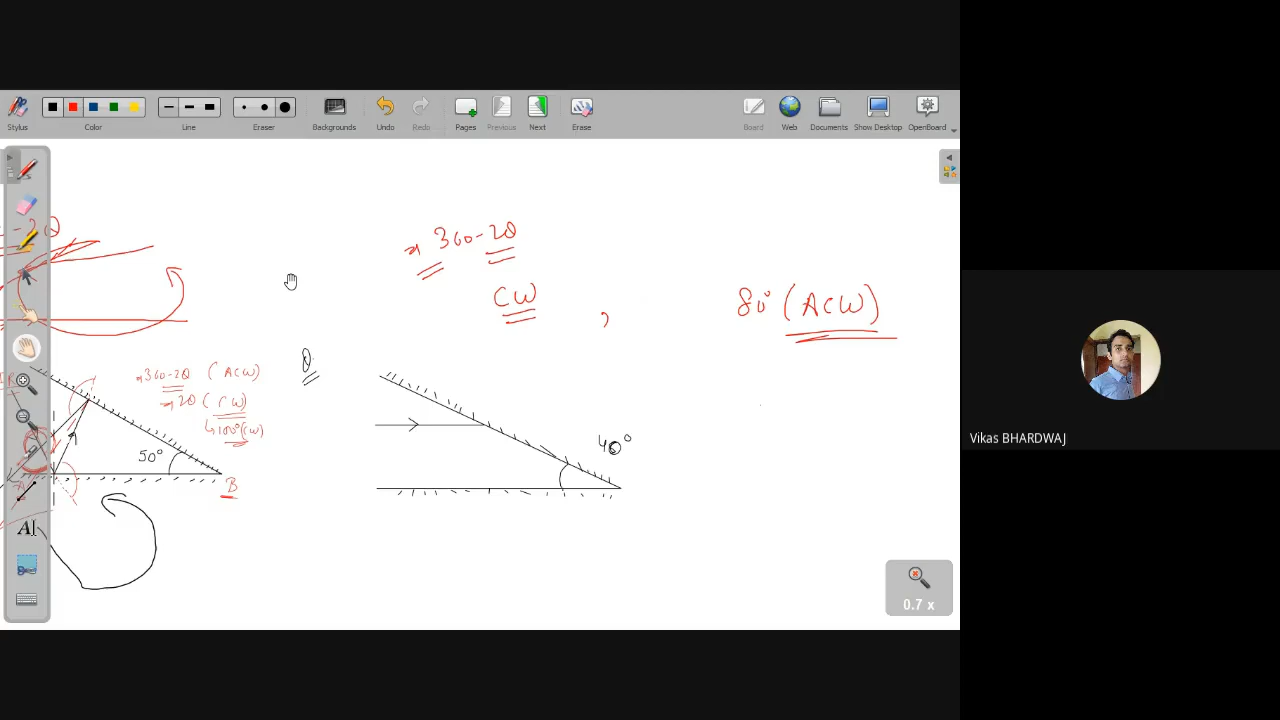 Stylus
Color
Line
Eraser
Backgrounds
Undo
Redo
Pages
Previous
Next
Erase
Board
Web
Documents
Show Desktop
OpenBoard
- 2θ
⇒ 360-2θ
CW
,
80° (ACW)
θ
⇒360-2θ (ACW)
⇒ 2θ (CW)
↳100° (CW)
50°
B
40°
Vikas BHARDWAJ
A
0.7 x